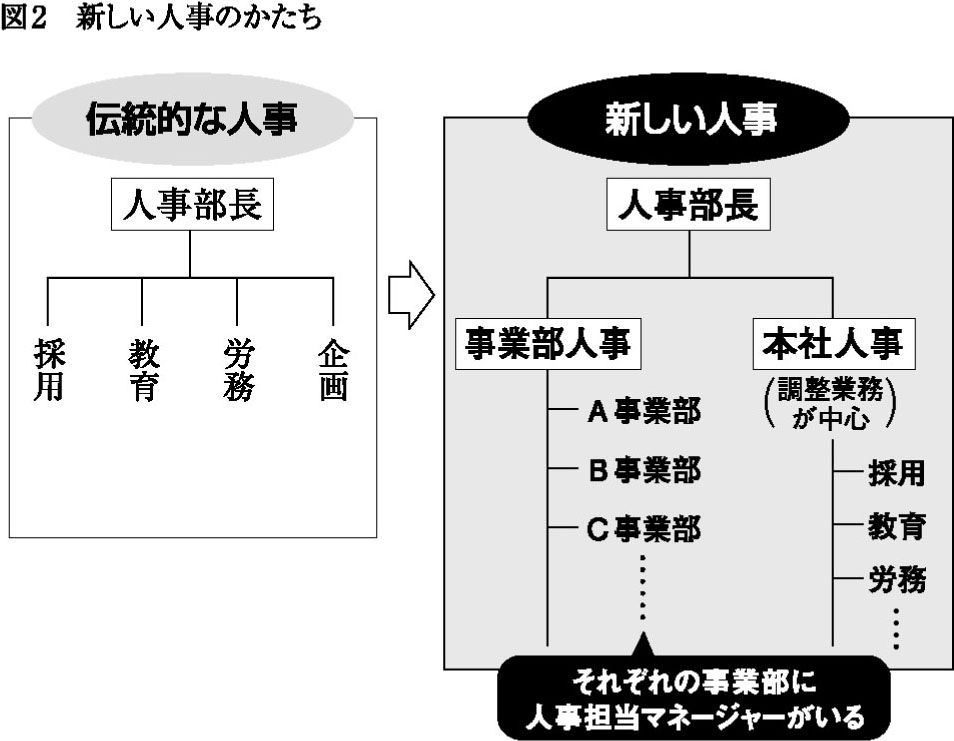 図2 新しい人事のかたち
伝統的な人事
人事部長
採用
教育
労務
企画
新しい人事
人事部長
事業部人事
A事業部
B事業部
C事業部
それぞれの事業部に
人事担当マネージャーがいる
本社人事
(調整業務
が中心)
採用
教育
労務